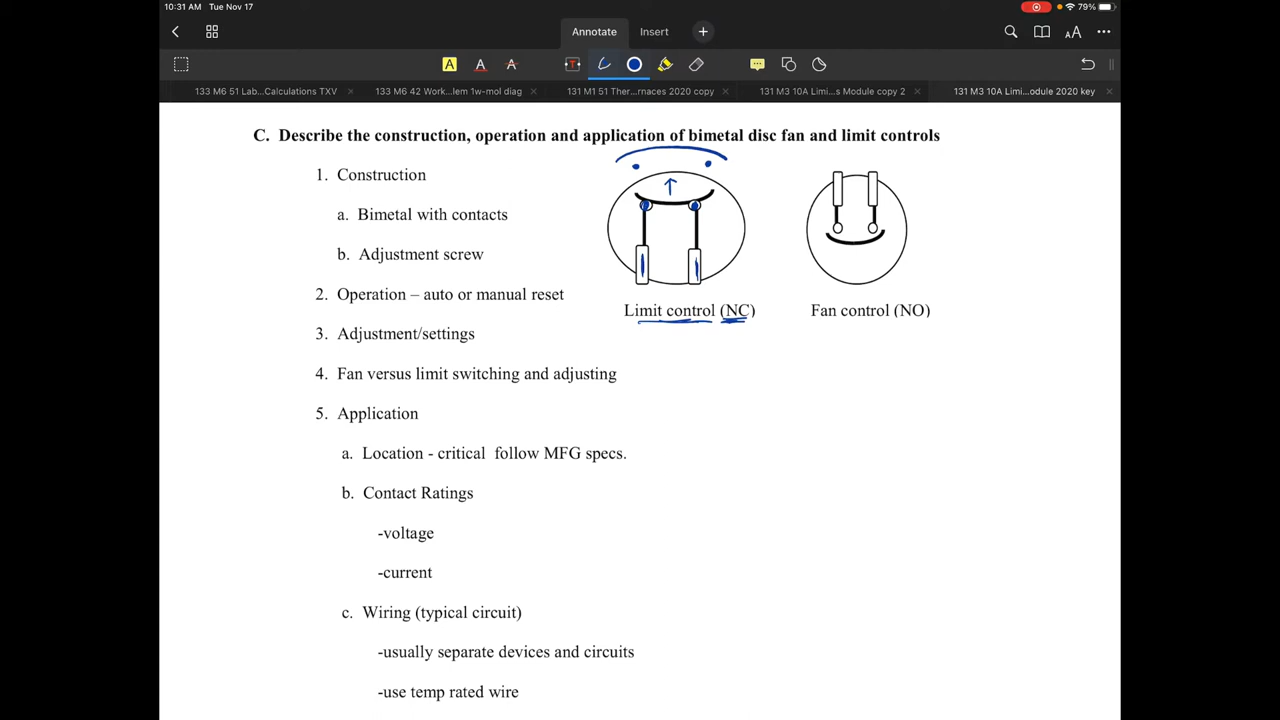 10:31 AM Tue Nov 17
79%
Annotate Insert
133 M6 51 Lab...Calculations TXV
133 M6 42 Work...lem 1w-mol diag
131 M1 51 Ther...rnaces 2020 copy
131 M3 10A Limi...s Module copy 2
131 M3 10A Limi...odule 2020 key
C. Describe the construction, operation and application of bimetal disc fan and limit controls
1. Construction
a. Bimetal with contacts
b. Adjustment screw
2. Operation – auto or manual reset
Limit control (NC)
Fan control (NO)
3. Adjustment/settings
4. Fan versus limit switching and adjusting
5. Application
a. Location - critical follow MFG specs.
b. Contact Ratings
-voltage
-current
c. Wiring (typical circuit)
-usually separate devices and circuits
-use temp rated wire